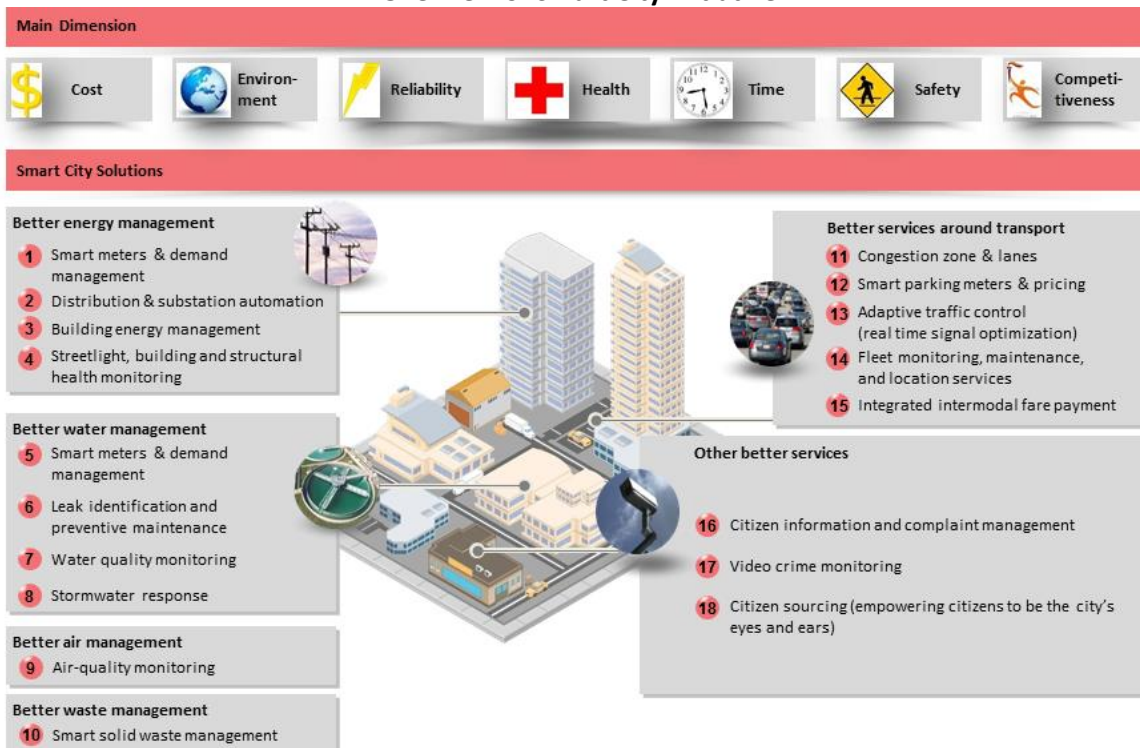 Main Dimension
Cost
Environ-
ment
Reliability
Health
Time
Safety
Competi-
tiveness
Smart City Solutions
Better energy management
1 Smart meters & demand
management
2 Distribution & substation automation
3 Building energy management
4 Streetlight, building and structural
health monitoring
Better water management
5 Smart meters & demand
management
6 Leak identification and
preventive maintenance
7 Water quality monitoring
8 Stormwater response
Better air management
9 Air-quality monitoring
Better waste management
10 Smart solid waste management
Better services around transport
11 Congestion zone & lanes
12 Smart parking meters & pricing
13 Adaptive traffic control
(real time signal optimization)
14 Fleet monitoring, maintenance,
and location services
15 Integrated intermodal fare payment
Other better services
16 Citizen information and complaint management
17 Video crime monitoring
18 Citizen sourcing (empowering citizens to be the city's
eyes and ears)